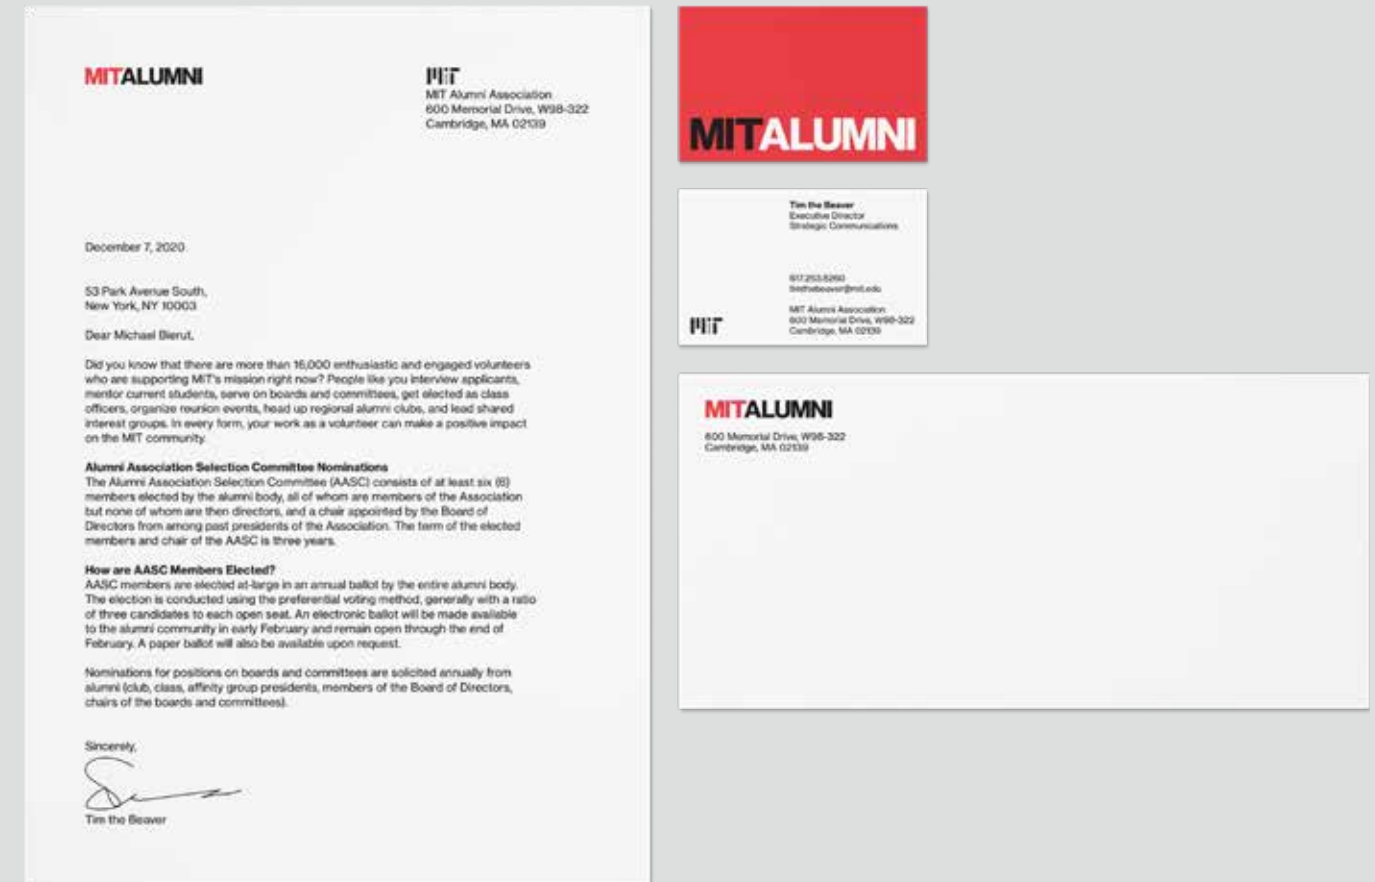 MITALUMNI
MIT
MIT Alumni Association
600 Memorial Drive, W98-322
Cambridge, MA 02139
December 7, 2020
53 Park Avenue South,
New York, NY 10003
Dear Michael Bierut,
Did you know that there are more than 16,000 enthusiastic and engaged volunteers
who are supporting MIT's mission right now? People like you interview applicants,
mentor current students, serve on boards and committees, get elected as class
officers, organize reunion events, head up regional alumni clubs, and lead shared
interest groups. In every form, your work as a volunteer can make a positive impact
on the MIT community.
Alumni Association Selection Committee Nominations
The Alumni Association Selection Committee (AASC) consists of at least six (6)
members elected by the alumni body, all of whom are members of the Association
but none of whom are then directors, and a chair appointed by the Board of
Directors from among past presidents of the Association. The term of the elected
members and chair of the AASC is three years.
How are AASC Members Elected?
AASC members are elected at-large in an annual ballot by the entire alumni body.
The election is conducted using the preferential voting method, generally with a ratio
of three candidates to each open seat. An electronic ballot will be made available
to the alumni community in early February and remain open through the end of
February. A paper ballot will also be available upon request.
Nominations for positions on boards and committees are solicited annually from
alumni (club, class, affinity group presidents, members of the Board of Directors,
chairs of the boards and committees).
Sincerely,
Tim the Beaver
MITALUMNI
Tim the Beaver
Executive Director
Strategic Communications
617.253.8260
timthebeaver@mit.edu
MIT
MIT Alumni Association
600 Memorial Drive, W98-322
Cambridge, MA 02139
MITALUMNI
600 Memorial Drive, W98-322
Cambridge, MA 02139